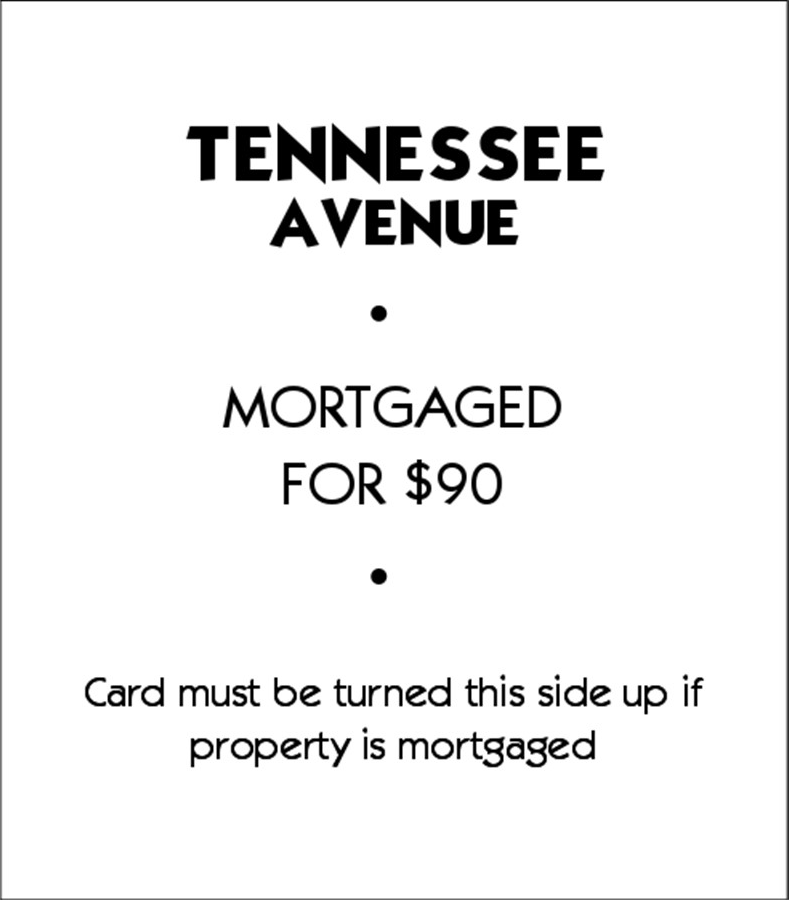 TENNESSEE
AVENUE
•
MORTGAGED
FOR $90
•
Card must be turned this side up if
property is mortgaged